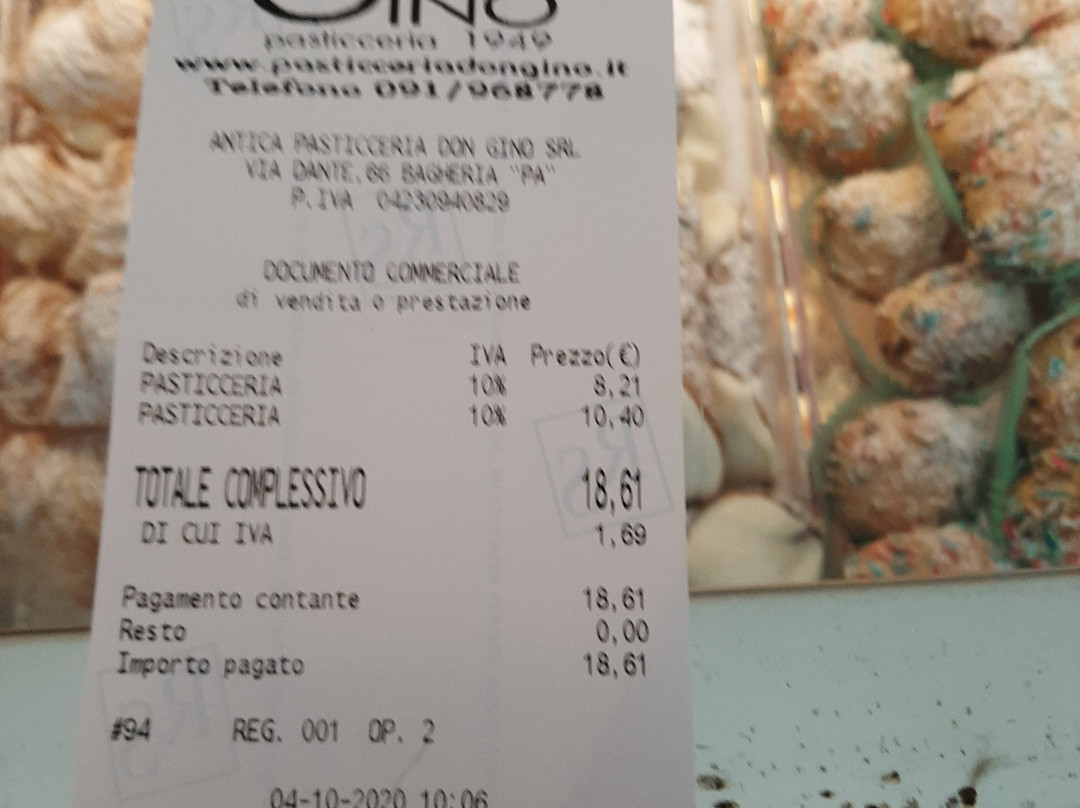 GINO
pasticceria 1949
www.pasticceriadongino.it
Telefono 091/968778
ANTICA PASTICCERIA DON GINO SRL
VIA DANTE,66 BAGHERIA "PA"
P.IVA 04230940829
DOCUMENTO COMMERCIALE
di vendita o prestazione
Descrizione IVA Prezzo(€)
PASTICCERIA 10% 8,21
PASTICCERIA 10% 10,40
TOTALE COMPLESSIVO 18,61
DI CUI IVA 1,69
Pagamento contante 18,61
Resto 0,00
Importo pagato 18,61
#94 REG. 001 OP. 2
04-10-2020 10:06